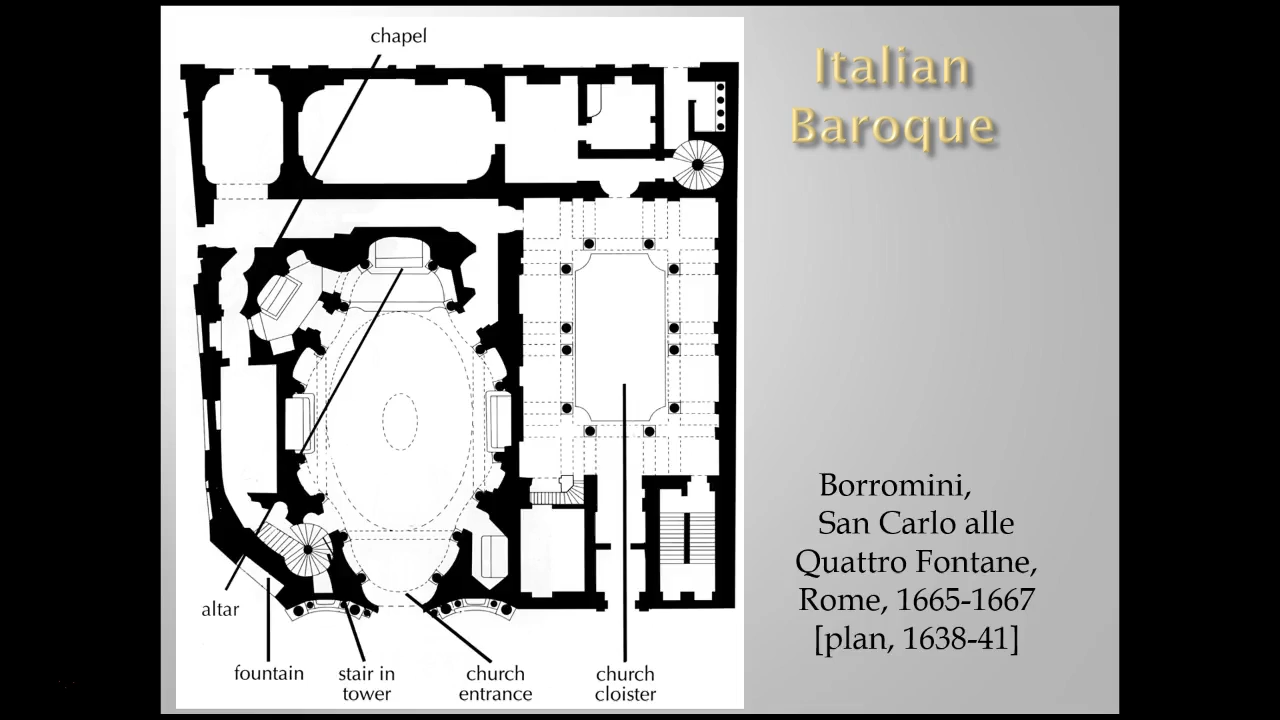 chapel
Italian
Baroque
Borromini,
San Carlo alle
Quattro Fontane,
Rome, 1665-1667
[plan, 1638-41]
altar
fountain
stair in
tower
church
entrance
church
cloister